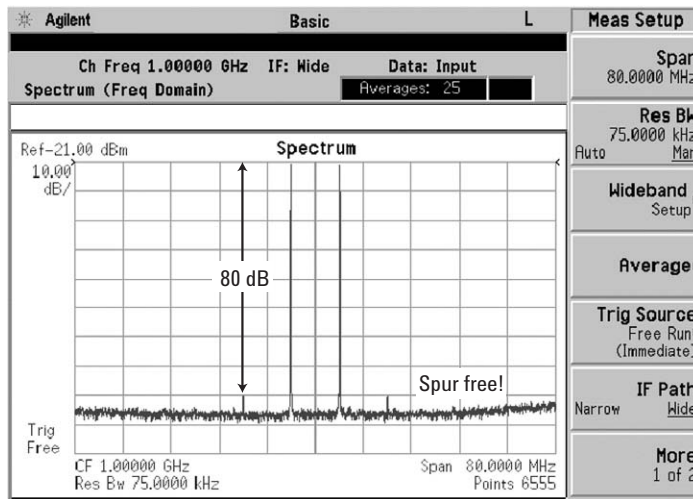 Agilent Basic L
Ch Freq 1.00000 GHz IF: Wide Data: Input
Spectrum (Freq Domain) Averages: 25
Ref-21.00 dBm Spectrum
10.00
dB/
80 dB
Spur free!
Trig
Free
CF 1.00000 GHz Span 80.0000 MHz
Res Bw 75.0000 kHz Points 6555
Meas Setup
Span
80.0000 MHz
Res BW
75.0000 kHz
Auto Man
Wideband
Setup
Average
Trig Source
Free Run
(Immediate)
IF Path
Narrow Wide
More
1 of 2